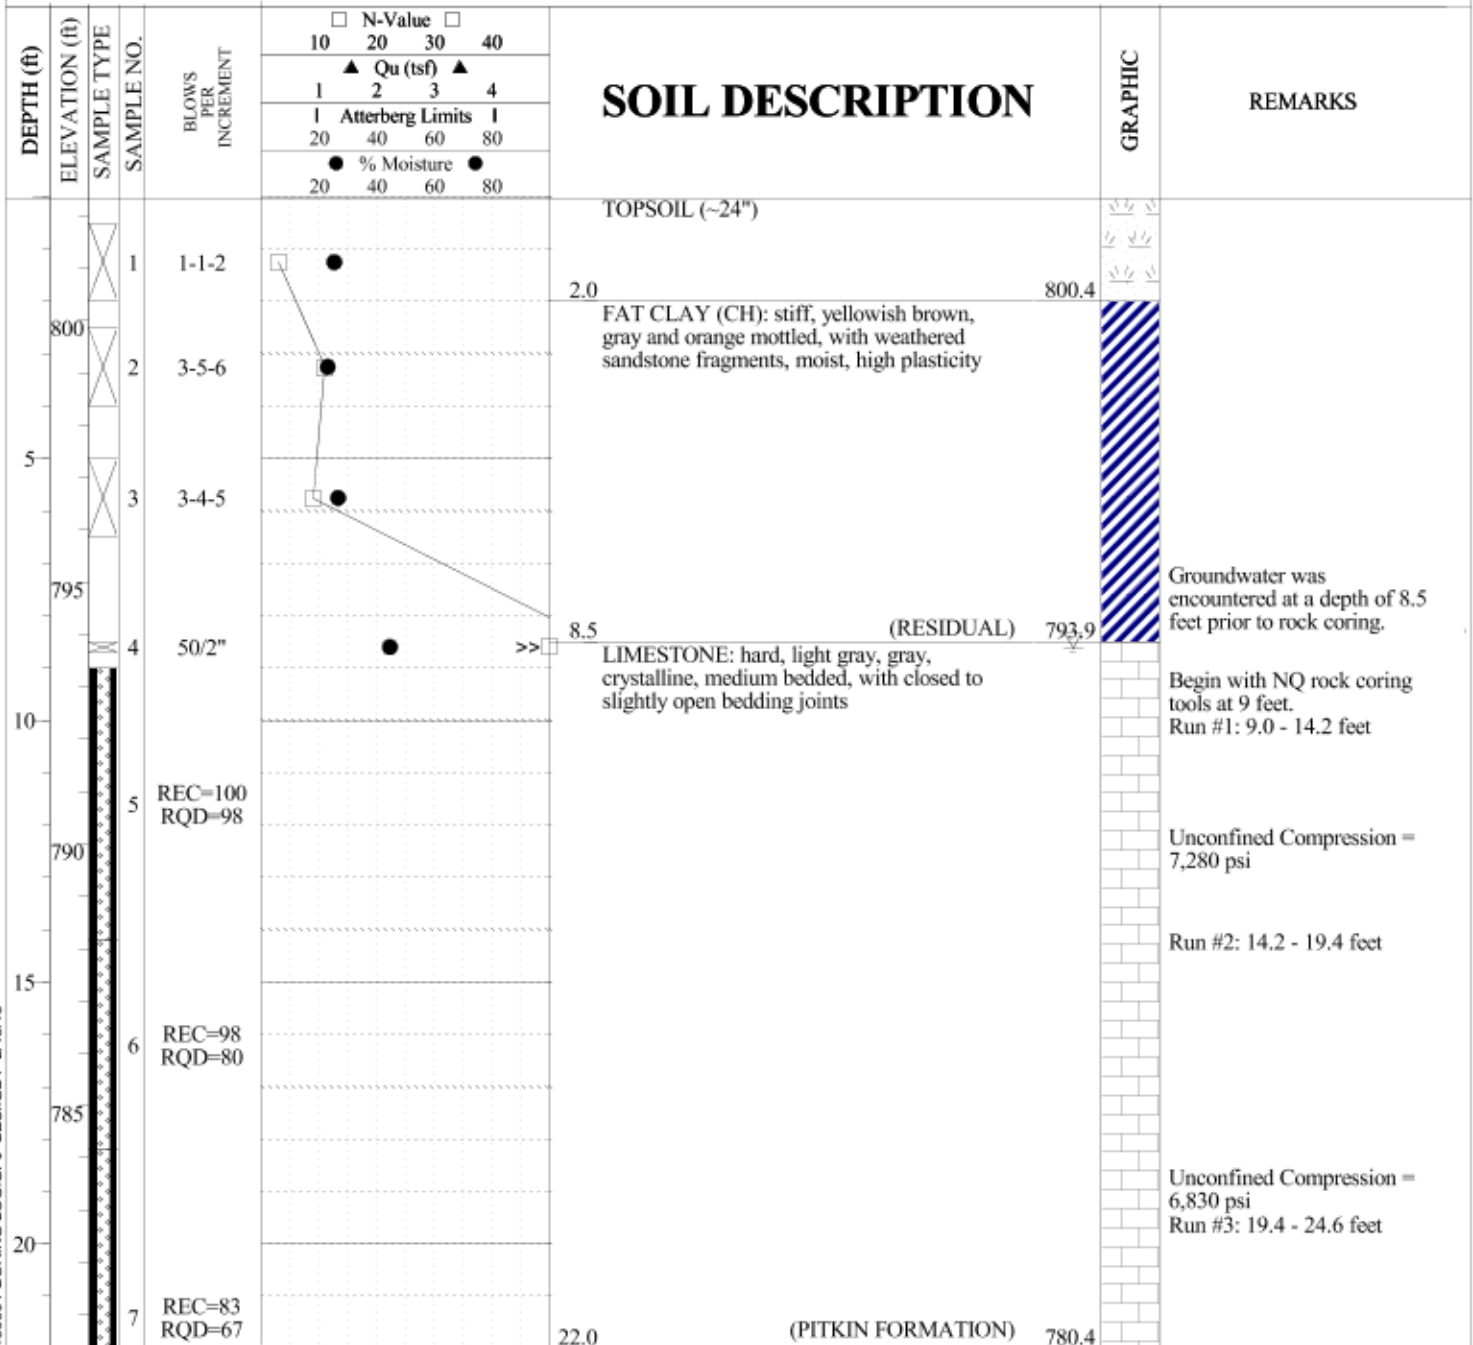 DEPTH (ft)
ELEVATION (ft)
SAMPLE TYPE
SAMPLE NO.
BLOWS
PER
INCREMENT
N-Value
10 20 30 40
Qu (tsf)
1 2 3 4
Atterberg Limits
20 40 60 80
% Moisture
20 40 60 80
SOIL DESCRIPTION
GRAPHIC
REMARKS
TOPSOIL (~24")
1 1-1-2
2.0 800.4
800
FAT CLAY (CH): stiff, yellowish brown,
gray and orange mottled, with weathered
sandstone fragments, moist, high plasticity
2 3-5-6
5
3 3-4-5
795
Groundwater was
encountered at a depth of 8.5
feet prior to rock coring.
8.5 (RESIDUAL) 793.9
4 50/2" >>
LIMESTONE: hard, light gray, gray,
crystalline, medium bedded, with closed to
slightly open bedding joints
Begin with NQ rock coring
tools at 9 feet.
Run #1: 9.0 - 14.2 feet
10
5 REC=100
RQD=98
790
Unconfined Compression =
7,280 psi
Run #2: 14.2 - 19.4 feet
15
6 REC=98
RQD=80
785
Unconfined Compression =
6,830 psi
Run #3: 19.4 - 24.6 feet
20
7 REC=83
RQD=67
22.0 (PITKIN FORMATION) 780.4